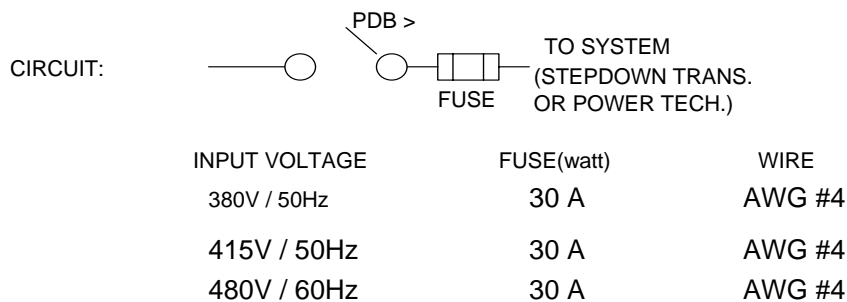 PDB >
CIRCUIT:
TO SYSTEM
(STEPDOWN TRANS.
FUSE
OR POWER TECH.)
INPUT VOLTAGE FUSE(watt) WIRE
380V / 50Hz 30 A AWG #4
415V / 50Hz 30 A AWG #4
480V / 60Hz 30 A AWG #4